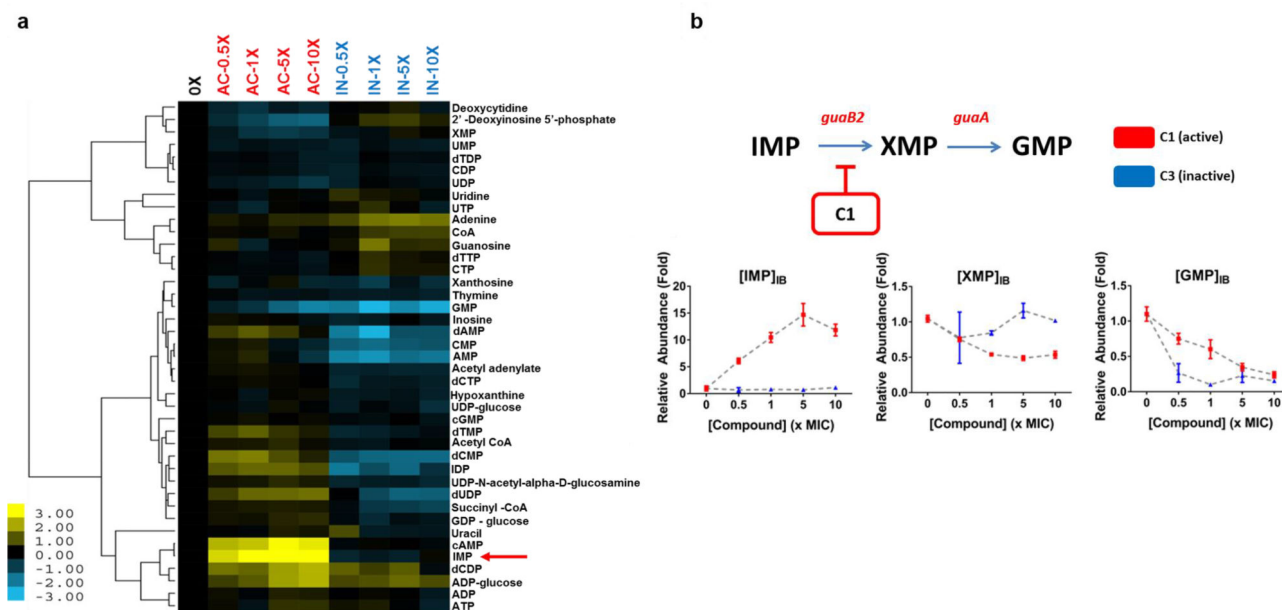 a
0X
AC-0.5X
AC-1X
AC-5X
AC-10X
IN-0.5X
IN-1X
IN-5X
IN-10X
Deoxycytidine
2' -Deoxyinosine 5'-phosphate
XMP
UMP
dTDP
CDP
UDP
Uridine
UTP
Adenine
CoA
Guanosine
dTTP
CTP
Xanthosine
Thymine
GMP
Inosine
dAMP
CMP
AMP
Acetyl adenylate
dCTP
Hypoxanthine
UDP-glucose
cGMP
dTMP
Acetyl CoA
dCMP
IDP
UDP-N-acetyl-alpha-D-glucosamine
dUDP
Succinyl -CoA
GDP - glucose
Uracil
cAMP
IMP
dCDP
ADP-glucose
ADP
ATP
3.00
2.00
1.00
0.00
-1.00
-2.00
-3.00
b
guaB2
guaA
IMP
XMP
GMP
C1
C1 (active)
C3 (inactive)
[IMP]IB
Relative Abundance (Fold)
20
15
10
5
0
0
0.5
1
5
10
[Compound] (x MIC)
[XMP]IB
Relative Abundance (Fold)
1.5
1.0
0.5
0.0
0
0.5
1
5
10
[Compound] (x MIC)
[GMP]IB
Relative Abundance (Fold)
1.5
1.0
0.5
0.0
0
0.5
1
5
10
[Compound] (x MIC)